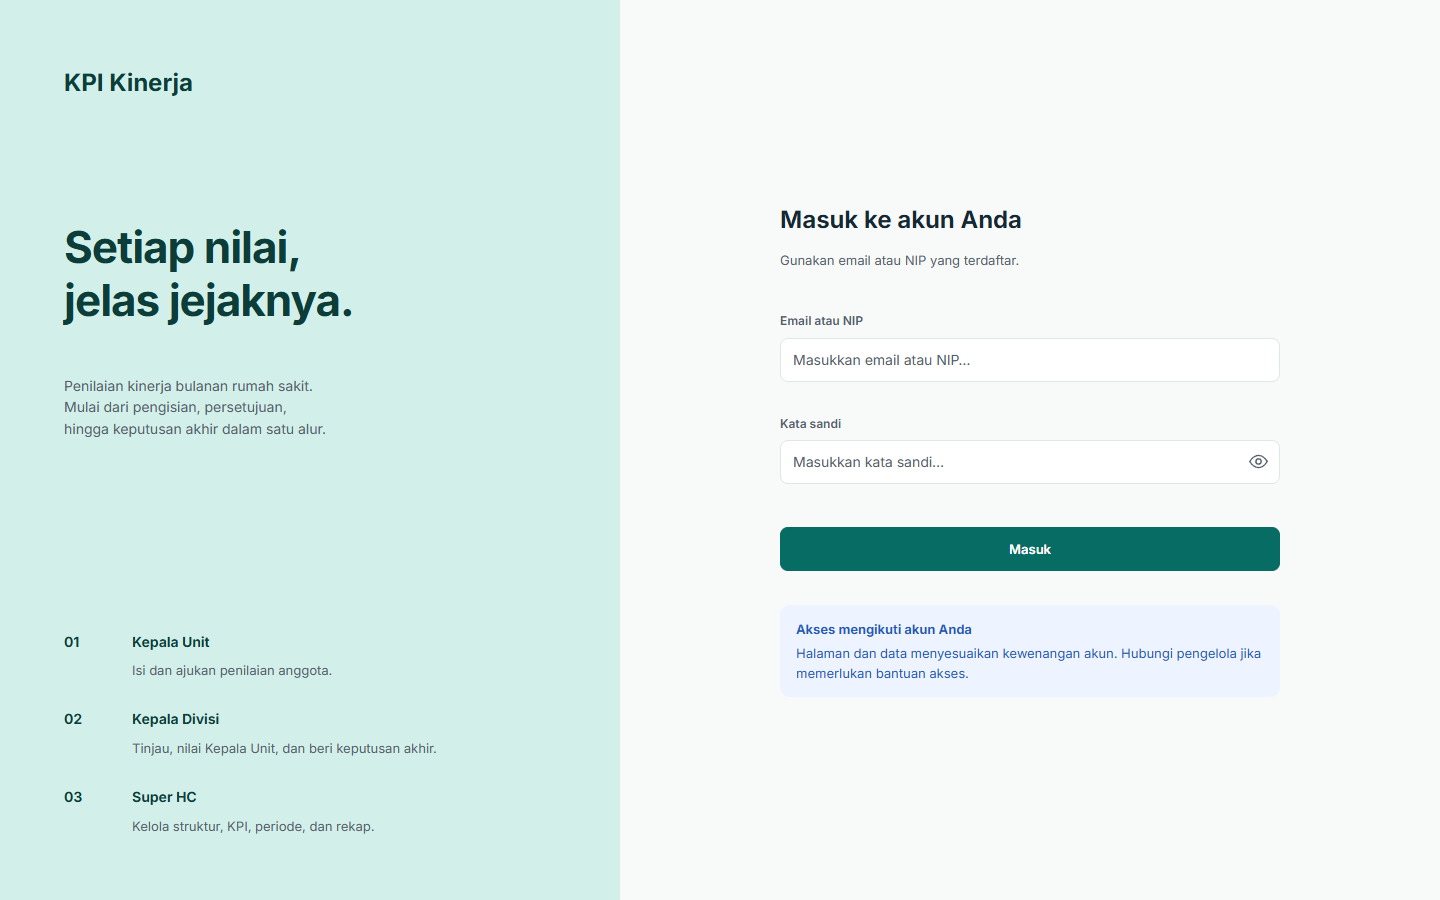 KPI Kinerja
Setiap nilai,
jelas jejaknya.
Penilaian kinerja bulanan rumah sakit.
Mulai dari pengisian, persetujuan,
hingga keputusan akhir dalam satu alur.
01 Kepala Unit
Isi dan ajukan penilaian anggota.
02 Kepala Divisi
Tinjau, nilai Kepala Unit, dan beri keputusan akhir.
03 Super HC
Kelola struktur, KPI, periode, dan rekap.
Masuk ke akun Anda
Gunakan email atau NIP yang terdaftar.
Email atau NIP
Masukkan email atau NIP...
Kata sandi
Masukkan kata sandi...
Masuk
Akses mengikuti akun Anda
Halaman dan data menyesuaikan kewenangan akun. Hubungi pengelola jika
memerlukan bantuan akses.